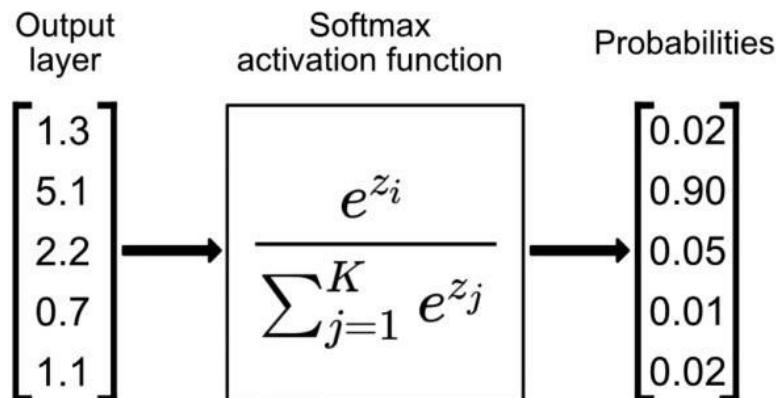 Output
layer
Softmax
activation function
Probabilities
1.3
5.1
2.2
0.7
1.1
e^{z_i}
∑_{j=1}^{K} e^{z_j}
0.02
0.90
0.05
0.01
0.02